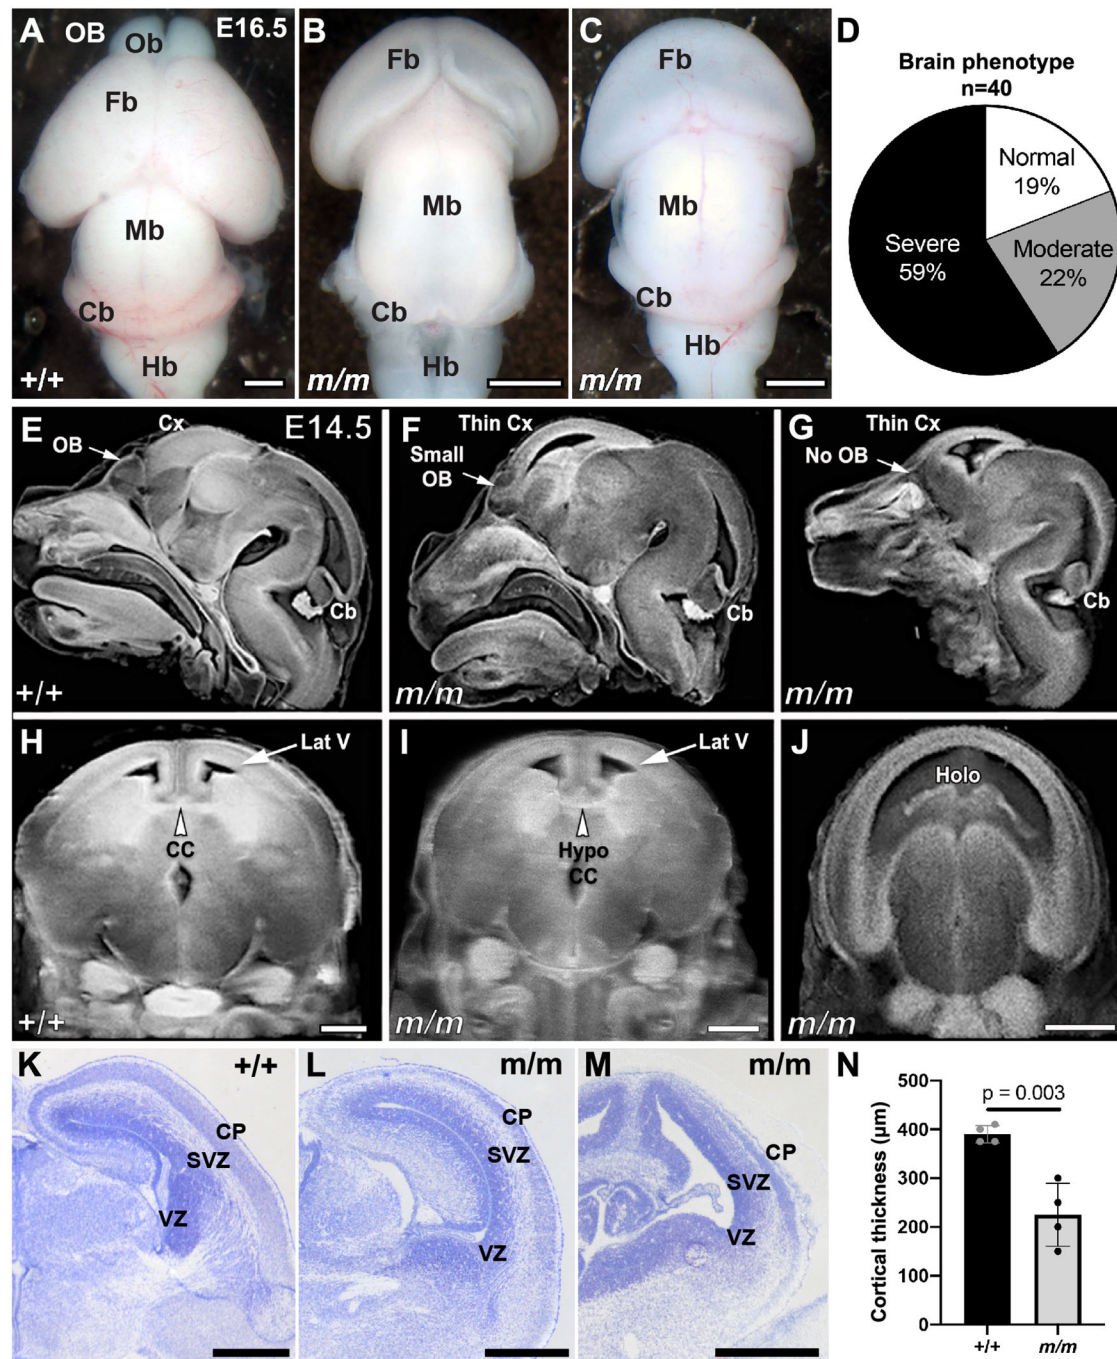 A
OB
E16.5
Ob
Fb
Mb
Cb
Hb
+/+
B
Fb
Mb
Cb
Hb
m/m
C
Fb
Mb
Cb
Hb
m/m
D
Brain phenotype
n=40
Normal
19%
Severe
59%
Moderate
22%
E
Cx
E14.5
OB
Cb
+/+
F
Thin Cx
Small
OB
Cb
m/m
G
Thin Cx
No OB
Cb
m/m
H
Lat V
CC
+/+
I
Lat V
Hypo
CC
m/m
J
Holo
m/m
K
+/+
CP
SVZ
VZ
L
m/m
CP
SVZ
VZ
M
m/m
CP
SVZ
VZ
N
p = 0.003
Cortical thickness (µm)
500
400
300
200
100
0
+/+
m/m